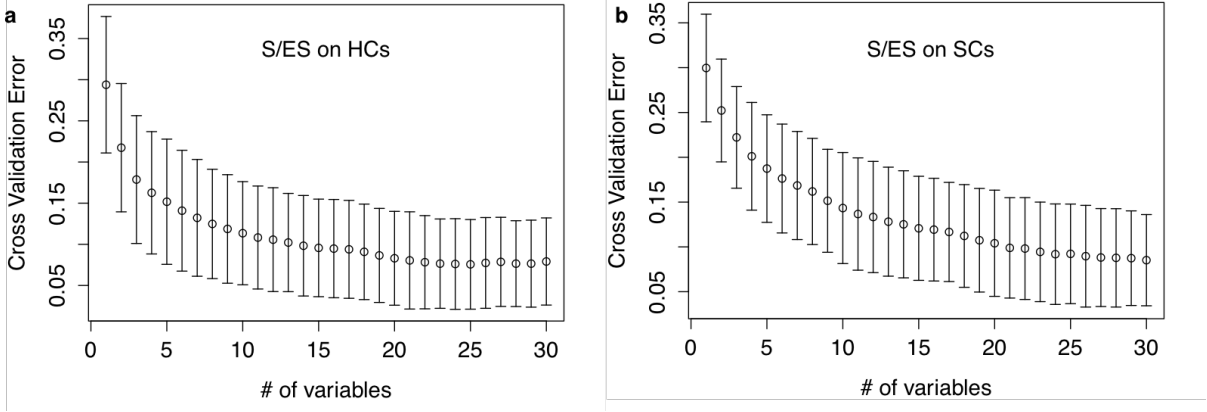 a
S/ES on HCs
Cross Validation Error
0.35
0.25
0.15
0.05
0 5 10 15 20 25 30
# of variables
b
S/ES on SCs
Cross Validation Error
0.35
0.25
0.15
0.05
0 5 10 15 20 25 30
# of variables